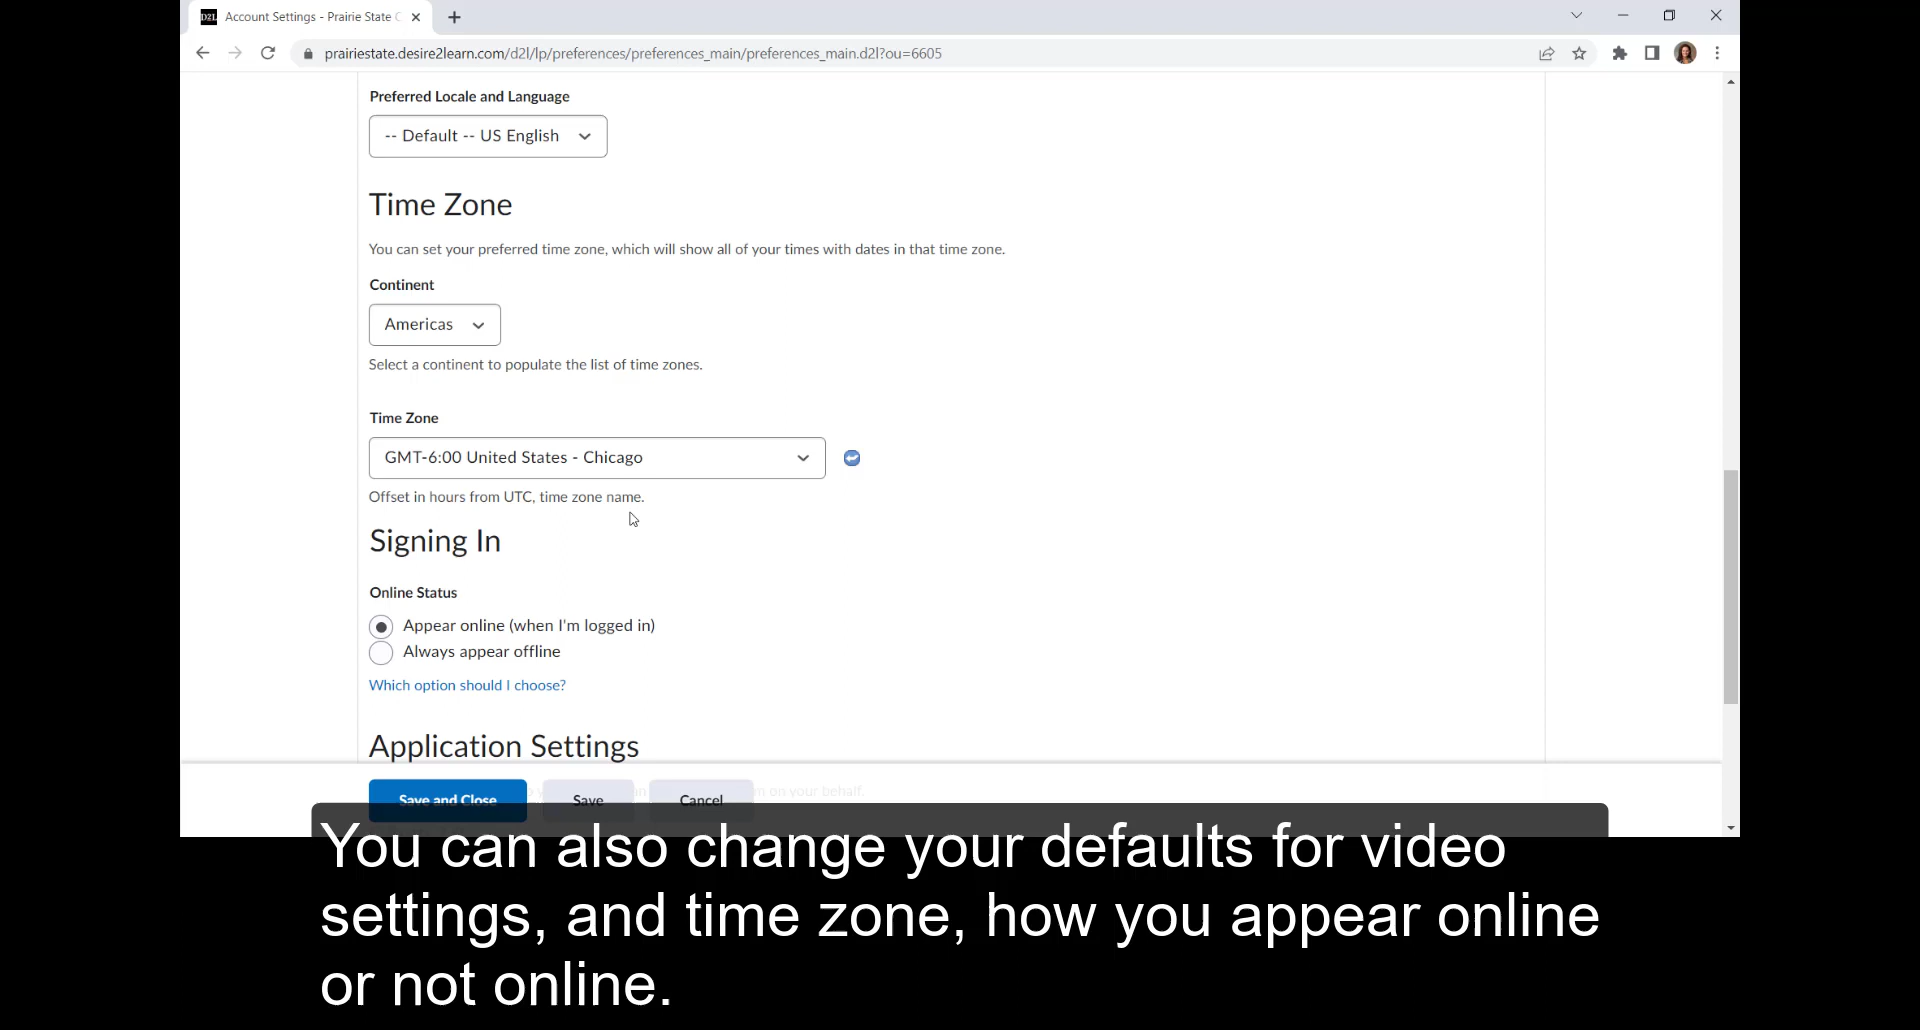 D2L Account Settings - Prairie State C
prairiestate.desire2learn.com/d2l/lp/preferences/preferences_main/preferences_main.d2l?ou=6605
Preferred Locale and Language
-- Default -- US English
Time Zone
You can set your preferred time zone, which will show all of your times with dates in that time zone.
Continent
Americas
Select a continent to populate the list of time zones.
Time Zone
GMT-6:00 United States - Chicago
Offset in hours from UTC, time zone name.
Signing In
Online Status
Appear online (when I'm logged in)
Always appear offline
Which option should I choose?
Application Settings
on your behalf.
Save and Close Save Cancel
You can also change your defaults for video
settings, and time zone, how you appear online
or not online.